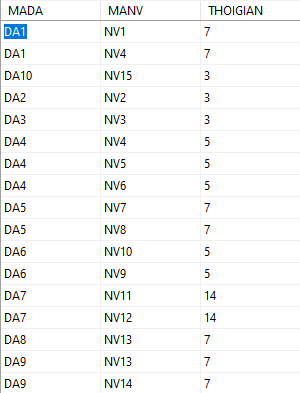 MADA MANV THOIGIAN
DA1 NV1 7
DA1 NV4 7
DA10 NV15 3
DA2 NV2 3
DA3 NV3 3
DA4 NV4 5
DA4 NV5 5
DA4 NV6 5
DA5 NV7 7
DA5 NV8 7
DA6 NV10 5
DA6 NV9 5
DA7 NV11 14
DA7 NV12 14
DA8 NV13 7
DA9 NV13 7
DA9 NV14 7